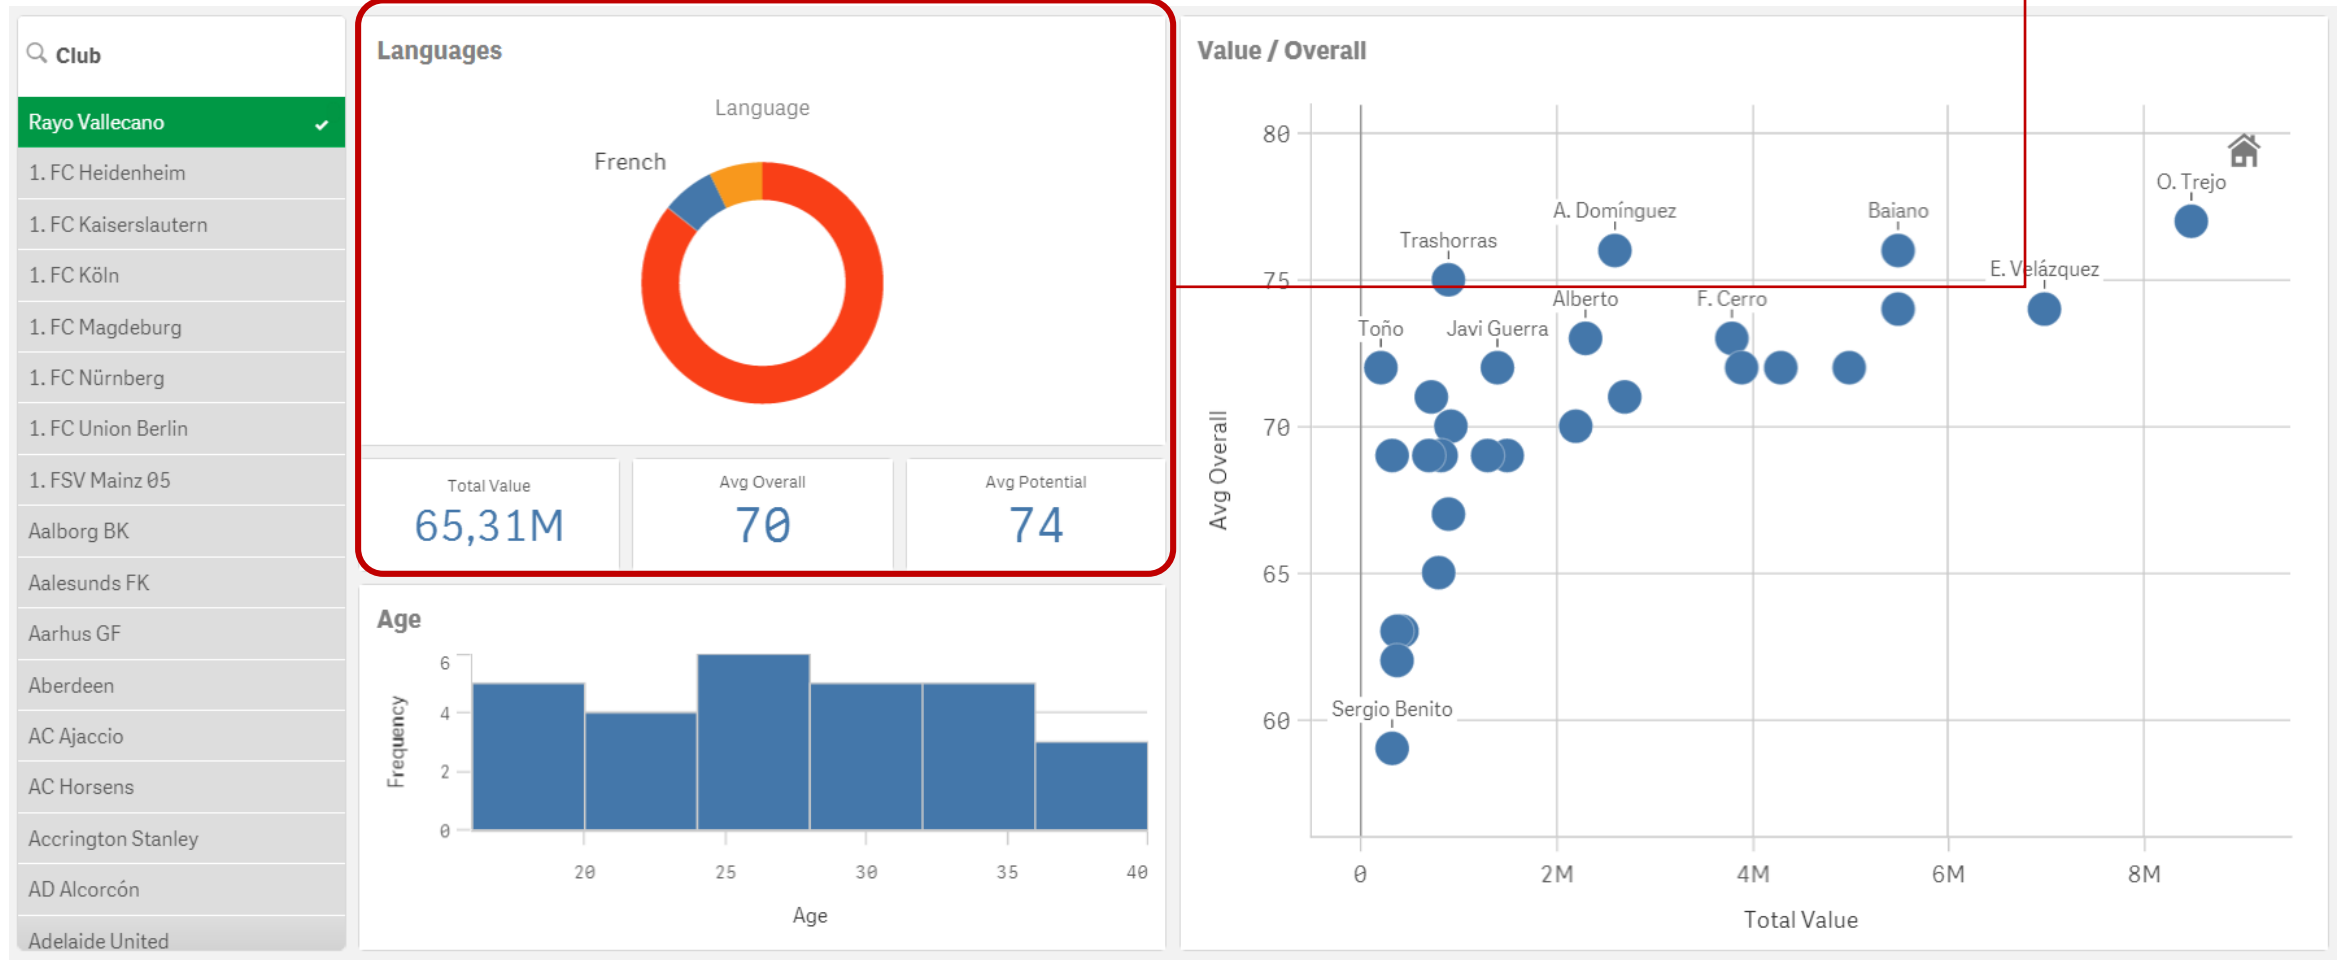 Club
Rayo Vallecano
1. FC Heidenheim
1. FC Kaiserslautern
1. FC Köln
1. FC Magdeburg
1. FC Nürnberg
1. FC Union Berlin
1. FSV Mainz 05
Aalborg BK
Aalesunds FK
Aarhus GF
Aberdeen
AC Ajaccio
AC Horsens
Accrington Stanley
AD Alcorcón
Adelaide United
Languages
Language
French
Total Value
65,31M
Avg Overall
70
Avg Potential
74
Age
Frequency
6
4
2
0
20 25 30 35 40
Age
Value / Overall
Avg Overall
80
75
70
65
60
O. Trejo
A. Domínguez
Baiano
Trashorras
E. Velázquez
Alberto
F. Cerro
Toño
Javi Guerra
Sergio Benito
0 2M 4M 6M 8M
Total Value